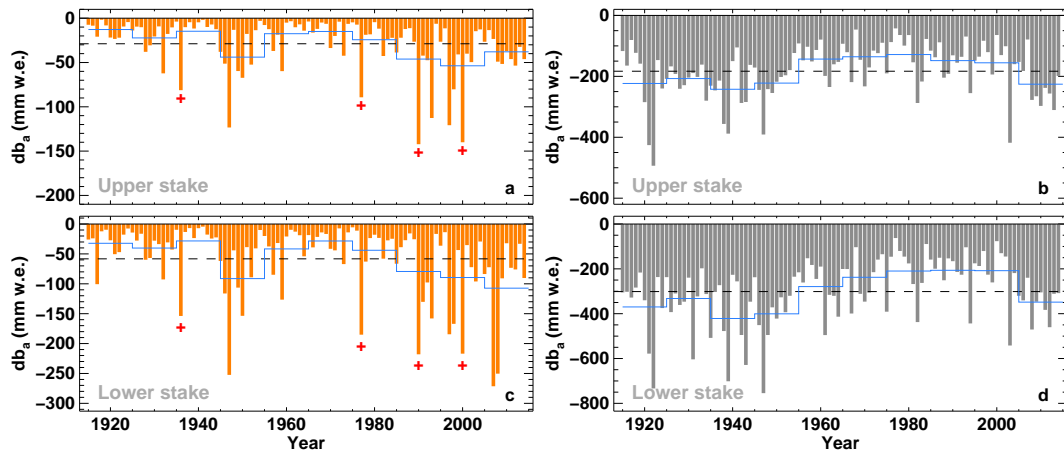 0
−50
−100
−150
−200
db_a (mm w.e.)
Upper stake
a
0
−200
−400
−600
db_a (mm w.e.)
Upper stake
b
0
−50
−100
−150
−200
−250
−300
db_a (mm w.e.)
Lower stake
c
1920 1940 1960 1980 2000
Year
0
−200
−400
−600
−800
db_a (mm w.e.)
Lower stake
d
1920 1940 1960 1980 2000
Year